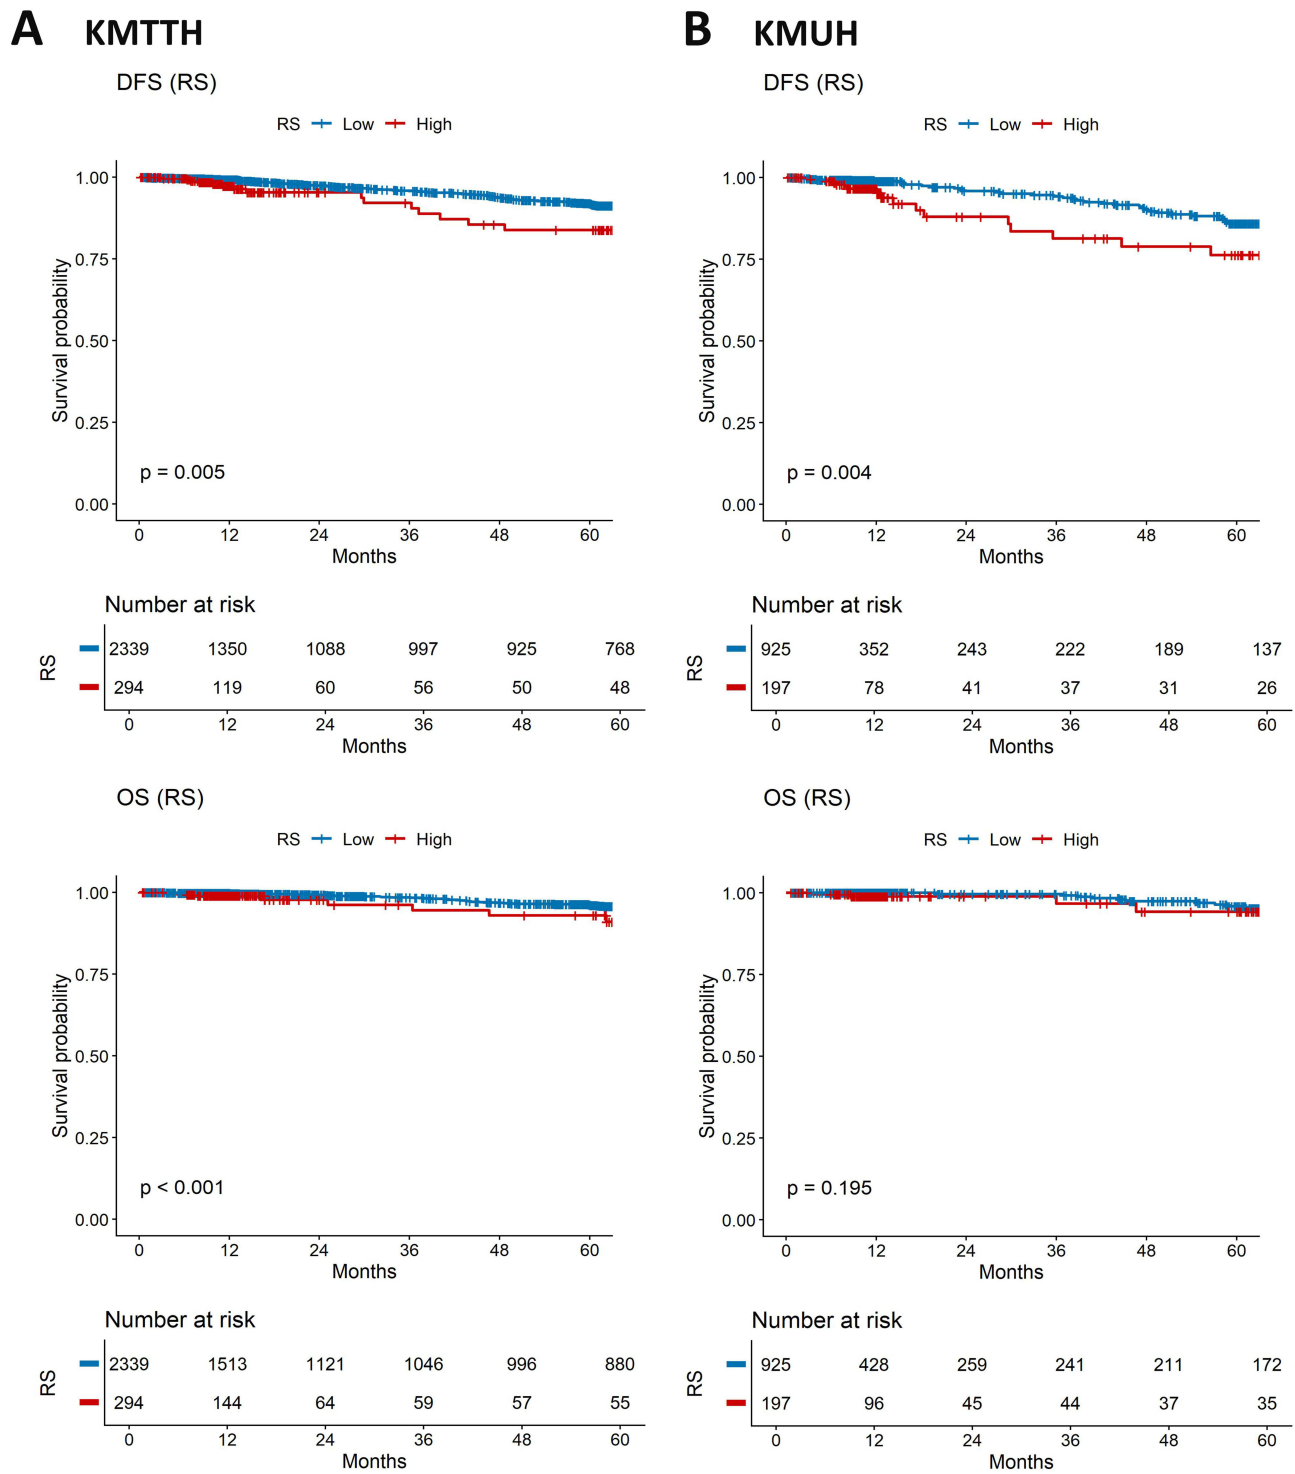 A KMTTH
DFS (RS)
RS Low High
1.00
0.75
0.50
0.25
0.00
Survival probability
p = 0.005
0 12 24 36 48 60
Months
Number at risk
RS
2339 1350 1088 997 925 768
294 119 60 56 50 48
0 12 24 36 48 60
Months
OS (RS)
RS Low High
1.00
0.75
0.50
0.25
0.00
Survival probability
p < 0.001
0 12 24 36 48 60
Months
Number at risk
RS
2339 1513 1121 1046 996 880
294 144 64 59 57 55
0 12 24 36 48 60
Months
B KMUH
DFS (RS)
RS Low High
1.00
0.75
0.50
0.25
0.00
Survival probability
p = 0.004
0 12 24 36 48 60
Months
Number at risk
RS
925 352 243 222 189 137
197 78 41 37 31 26
0 12 24 36 48 60
Months
OS (RS)
RS Low High
1.00
0.75
0.50
0.25
0.00
Survival probability
p = 0.195
0 12 24 36 48 60
Months
Number at risk
RS
925 428 259 241 211 172
197 96 45 44 37 35
0 12 24 36 48 60
Months